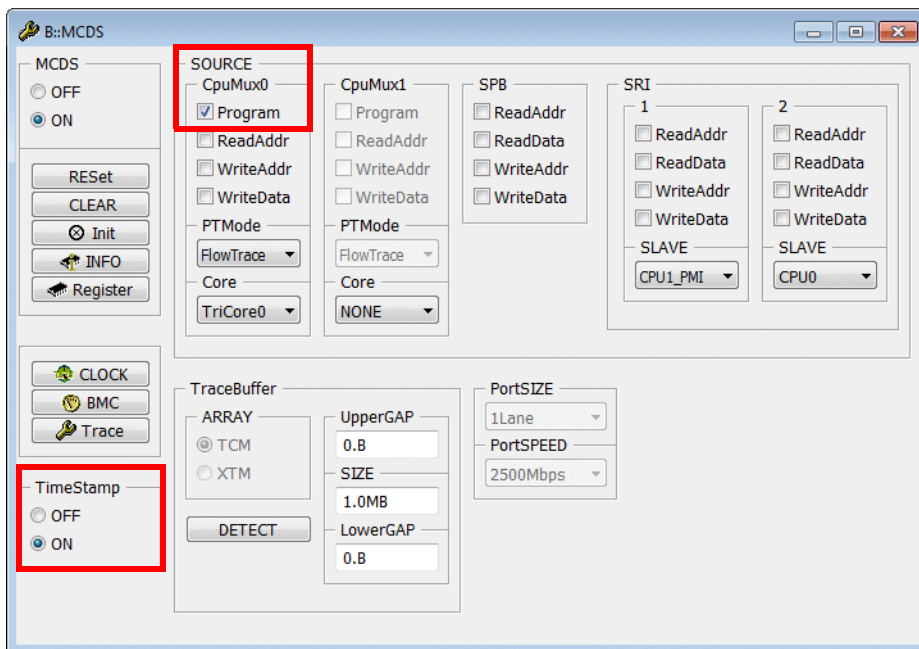 B::MCDS
MCDS
OFF
ON
RESet
CLEAR
Init
INFO
Register
CLOCK
BMC
Trace
TimeStamp
OFF
ON
SOURCE
CpuMux0
Program
ReadAddr
WriteAddr
WriteData
PTMode
FlowTrace
Core
TriCore0
CpuMux1
Program
ReadAddr
WriteAddr
WriteData
PTMode
FlowTrace
Core
NONE
SPB
ReadAddr
ReadData
WriteAddr
WriteData
SRI
1
ReadAddr
ReadData
WriteAddr
WriteData
SLAVE
CPU1_PMI
2
ReadAddr
ReadData
WriteAddr
WriteData
SLAVE
CPU0
TraceBuffer
ARRAY
TCM
XTM
DETECT
UpperGAP
0.B
SIZE
1.0MB
LowerGAP
0.B
PortSIZE
1Lane
PortSPEED
2500Mbps